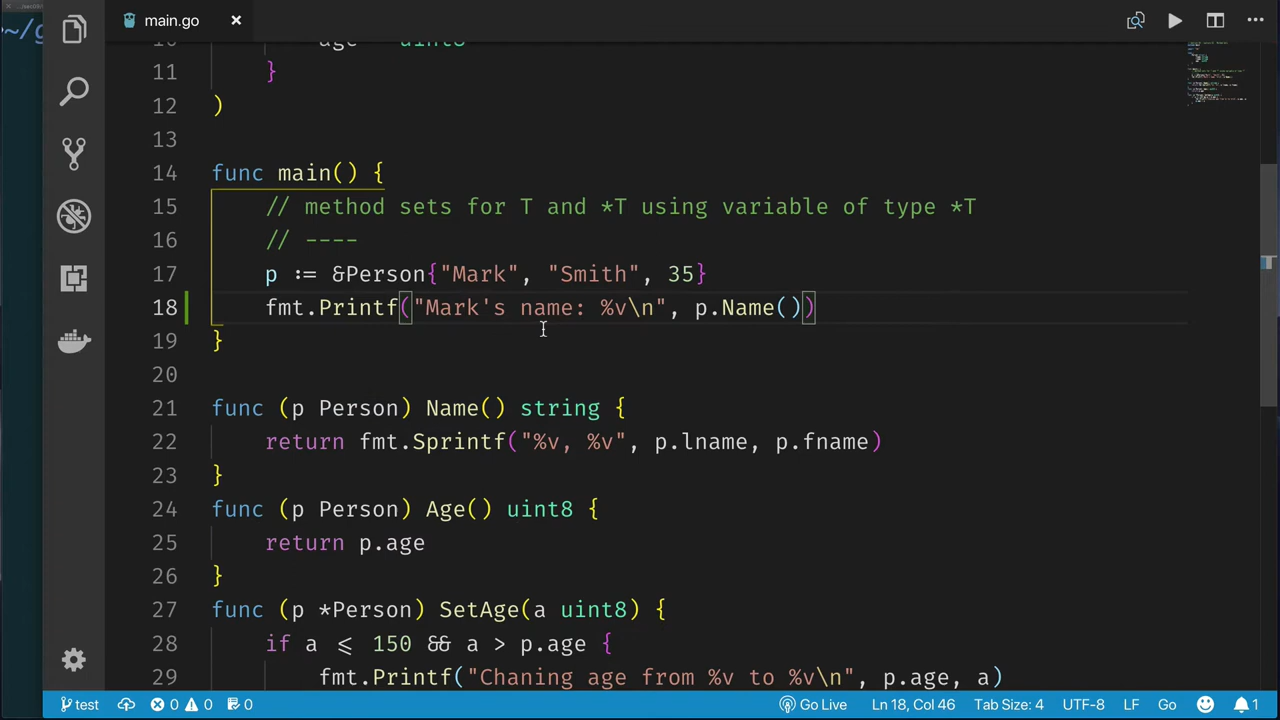 ~/g
main.go
10 age uint8
11 }
12 )
13
14 func main() {
15 // method sets for T and *T using variable of type *T
16 // ----
17 p := &Person{"Mark", "Smith", 35}
18 fmt.Printf("Mark's name: %v\n", p.Name())
19 }
20
21 func (p Person) Name() string {
22 return fmt.Sprintf("%v, %v", p.lname, p.fname)
23 }
24 func (p Person) Age() uint8 {
25 return p.age
26 }
27 func (p *Person) SetAge(a uint8) {
28 if a <= 150 && a > p.age {
29 fmt.Printf("Chaning age from %v to %v\n", p.age, a)
test 0 0 0 Go Live Ln 18, Col 46 Tab Size: 4 UTF-8 LF Go 1